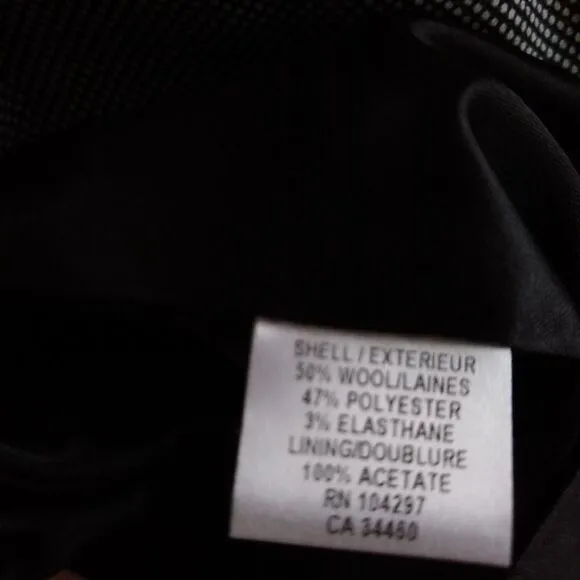 SHELL / EXTERIEUR
50% WOOL/LAINES
47% POLYESTER
3% ELASTHANE
LINING/DOUBLURE
100% ACETATE
RN 104297
CA 34460